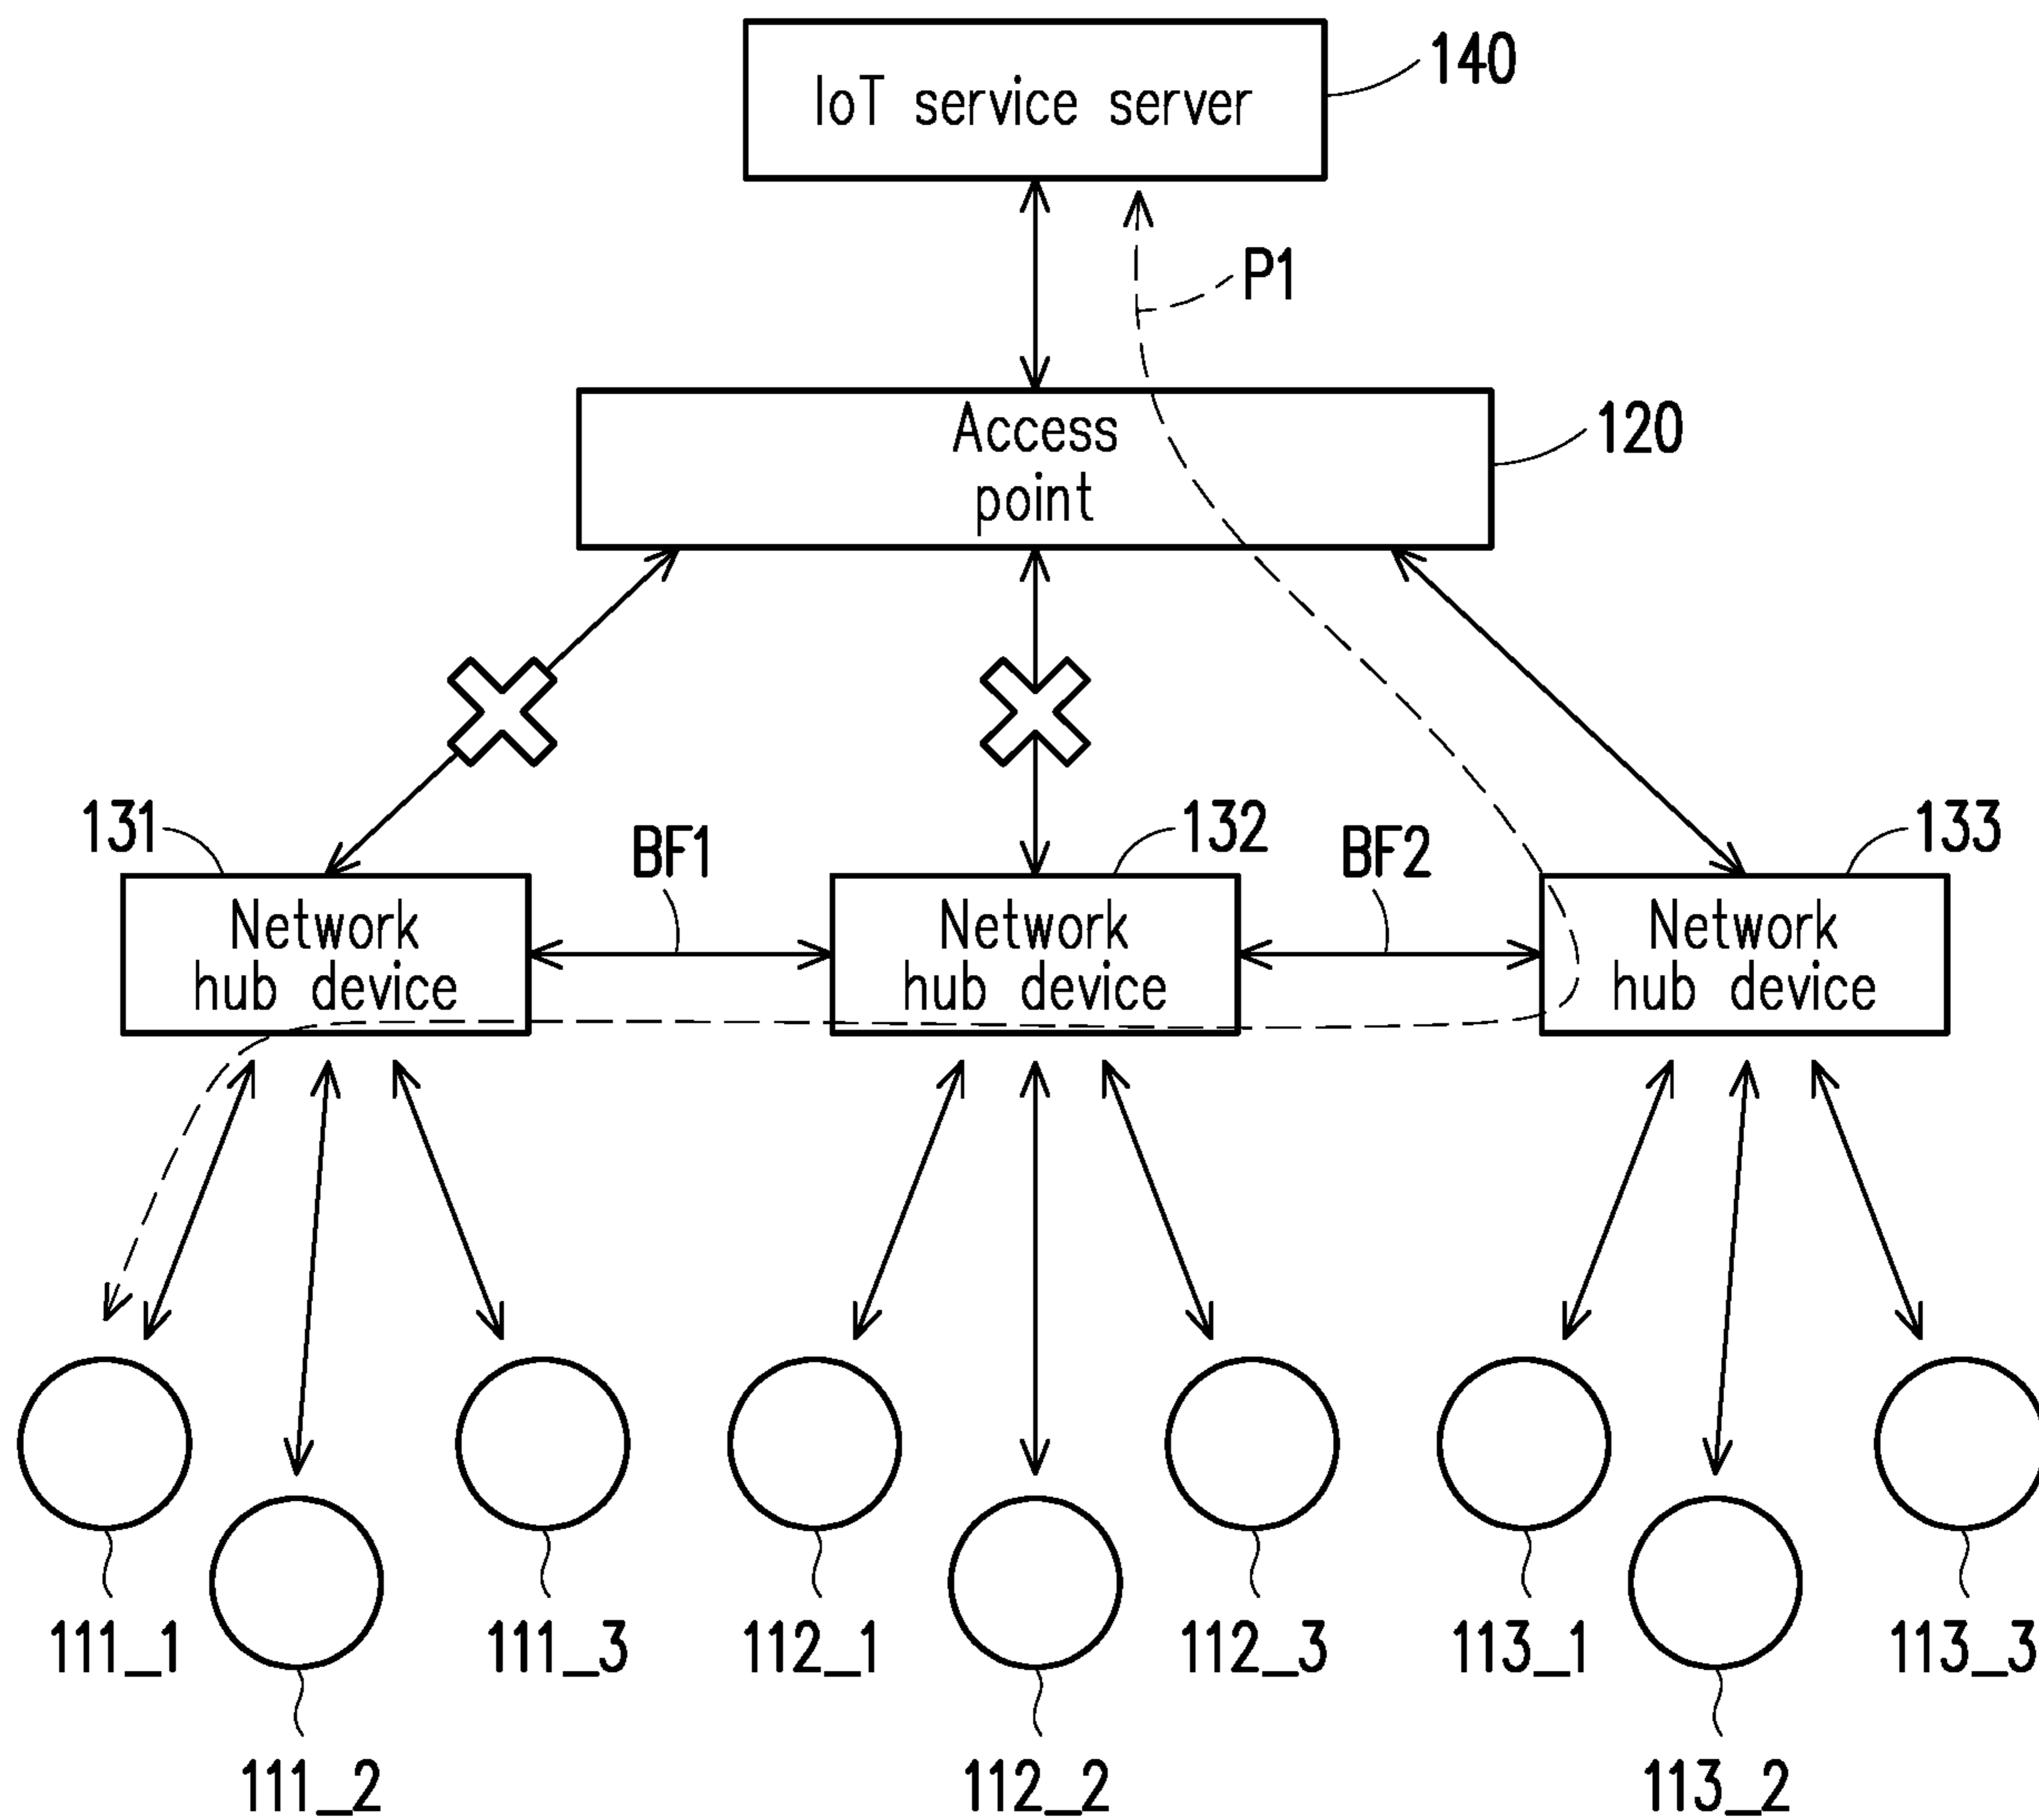 IoT service server
140
P1
Access
point
120
131
BF1
132
BF2
133
Network
hub device
Network
hub device
Network
hub device
111_1
111_3
112_1
112_3
113_1
113_3
111_2
112_2
113_2